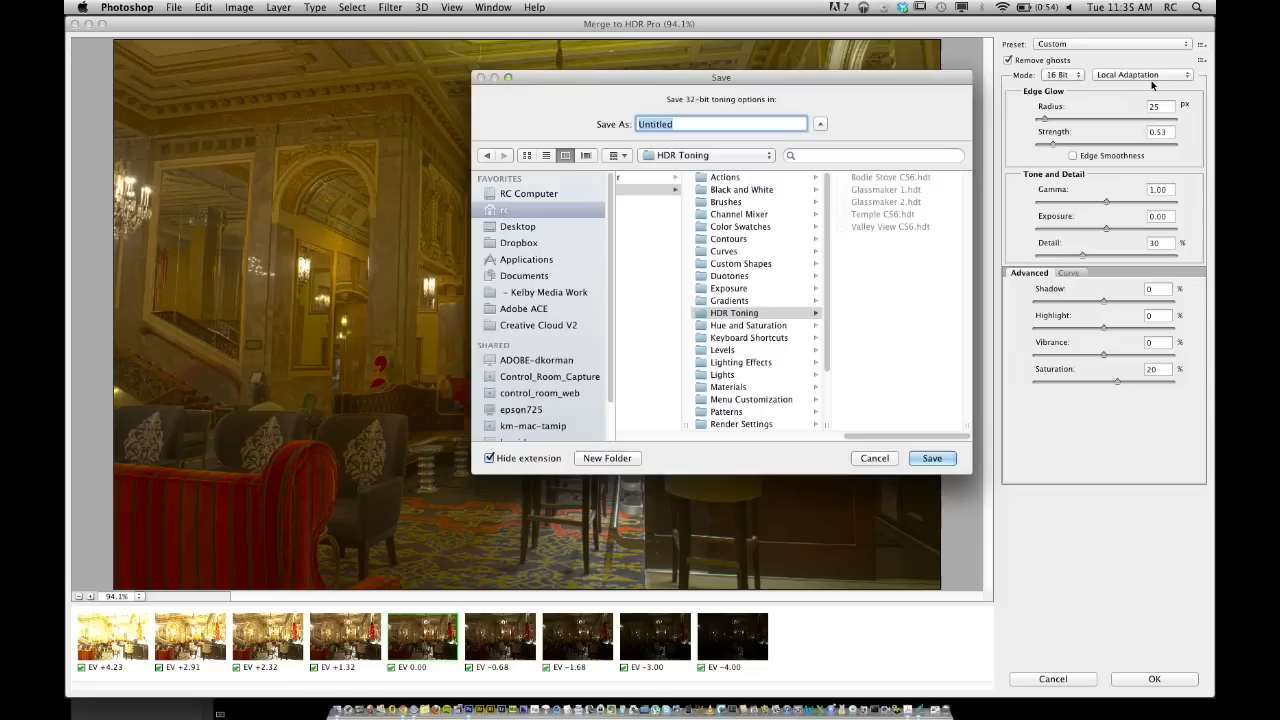 Photoshop File Edit Image Layer Type Select Filter 3D View Window Help 7 (0:54) Tue 11:35 AM RC
Merge to HDR Pro (94.1%)
Preset: Custom
Remove ghosts
Mode: 16 Bit Local Adaptation
Edge Glow
Radius: 25 px
Strength: 0.53
Edge Smoothness
Tone and Detail
Gamma: 1.00
Exposure: 0.00
Detail: 30 %
Advanced Curve
Shadow: 0 %
Highlight: 0 %
Vibrance: 0 %
Saturation: 20 %
Save
Save 32-bit toning options in:
Save As: Untitled
HDR Toning
FAVORITES
RC Computer
rc
Desktop
Dropbox
Applications
Documents
- Kelby Media Work
Adobe ACE
Creative Cloud V2
SHARED
ADOBE-dkorman
Control_Room_Capture
control_room_web
epson725
km-mac-tamip
r
Actions
Black and White
Brushes
Channel Mixer
Color Swatches
Contours
Curves
Custom Shapes
Duotones
Exposure
Gradients
HDR Toning
Hue and Saturation
Keyboard Shortcuts
Levels
Lighting Effects
Lights
Materials
Menu Customization
Patterns
Render Settings
Bodie Stove CS6.hdt
Glassmaker 1.hdt
Glassmaker 2.hdt
Temple CS6.hdt
Valley View CS6.hdt
Hide extension New Folder Cancel Save
94.1%
EV +4.23 EV +2.91 EV +2.32 EV +1.32 EV 0.00 EV -0.68 EV -1.68 EV -3.00 EV -4.00
Cancel OK